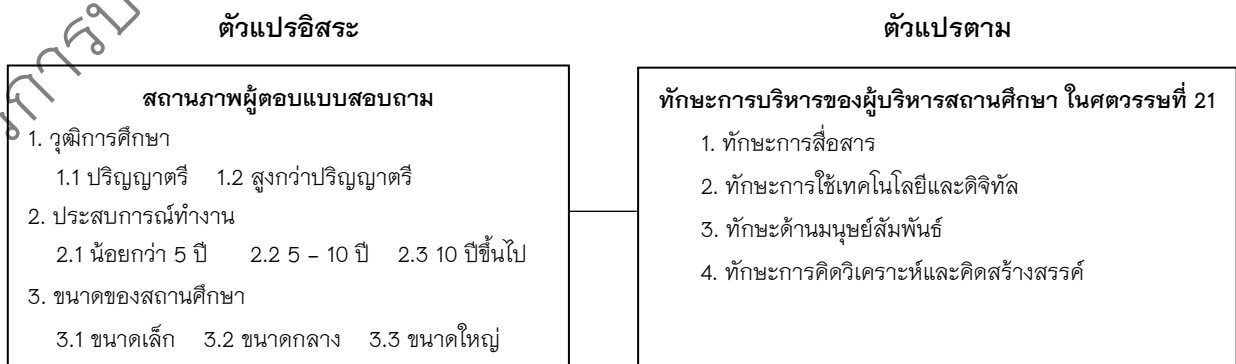 ตัวแปรอิสระ
สถานภาพผู้ตอบแบบสอบถาม
1. วุฒิการศึกษา
1.1 ปริญญาตรี 1.2 สูงกว่าปริญญาตรี
2. ประสบการณ์ทำงาน
2.1 น้อยกว่า 5 ปี 2.2 5 – 10 ปี 2.3 10 ปีขึ้นไป
3. ขนาดของสถานศึกษา
3.1 ขนาดเล็ก 3.2 ขนาดกลาง 3.3 ขนาดใหญ่
ตัวแปรตาม
ทักษะการบริหารของผู้บริหารสถานศึกษา ในศตวรรษที่ 21
1. ทักษะการสื่อสาร
2. ทักษะการใช้เทคโนโลยีและดิจิทัล
3. ทักษะด้านมนุษย์สัมพันธ์
4. ทักษะการคิดวิเคราะห์และคิดสร้างสรรค์